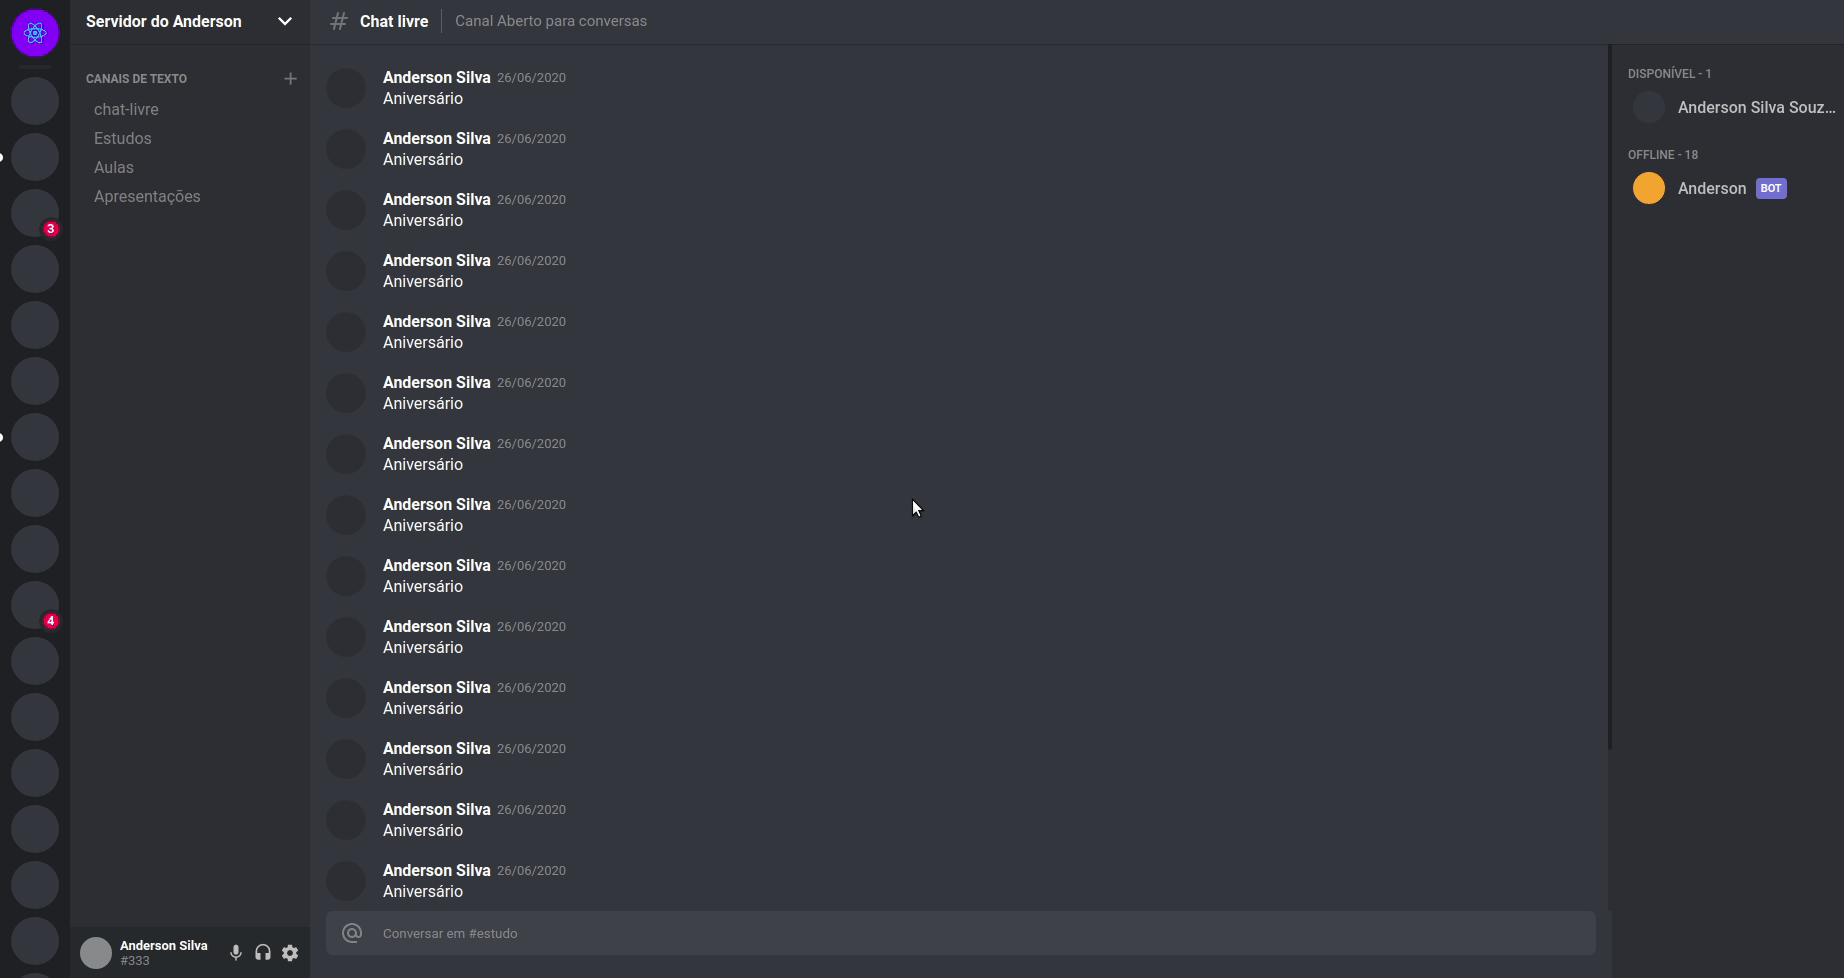 Servidor do Anderson
Chat livre
Canal Aberto para conversas
CANAIS DE TEXTO
chat-livre
Estudos
Aulas
Apresentações
3
4
Anderson Silva 26/06/2020
Aniversário
Anderson Silva 26/06/2020
Aniversário
Anderson Silva 26/06/2020
Aniversário
Anderson Silva 26/06/2020
Aniversário
Anderson Silva 26/06/2020
Aniversário
Anderson Silva 26/06/2020
Aniversário
Anderson Silva 26/06/2020
Aniversário
Anderson Silva 26/06/2020
Aniversário
Anderson Silva 26/06/2020
Aniversário
Anderson Silva 26/06/2020
Aniversário
Anderson Silva 26/06/2020
Aniversário
Anderson Silva 26/06/2020
Aniversário
Anderson Silva 26/06/2020
Aniversário
Anderson Silva 26/06/2020
Aniversário
Conversar em #estudo
Anderson Silva
#333
DISPONÍVEL - 1
Anderson Silva Souz...
OFFLINE - 18
Anderson BOT